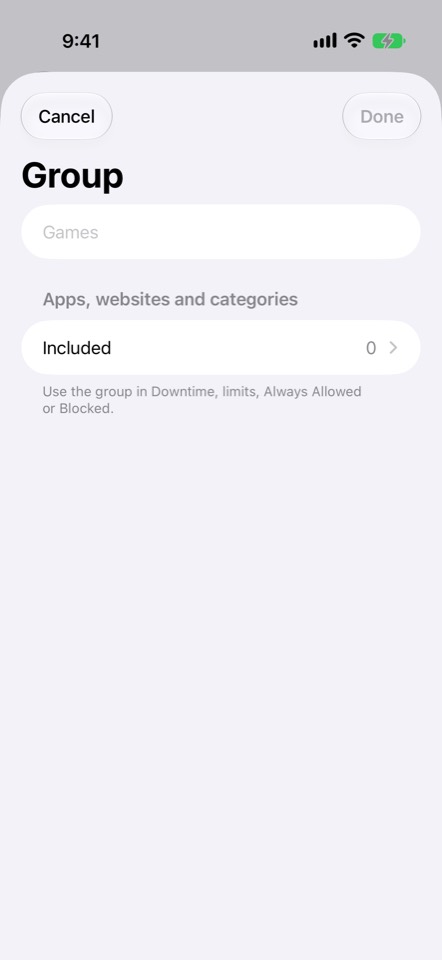 9:41
Cancel
Done
Group
Games
Apps, websites and categories
Included
0
Use the group in Downtime, limits, Always Allowed
or Blocked.